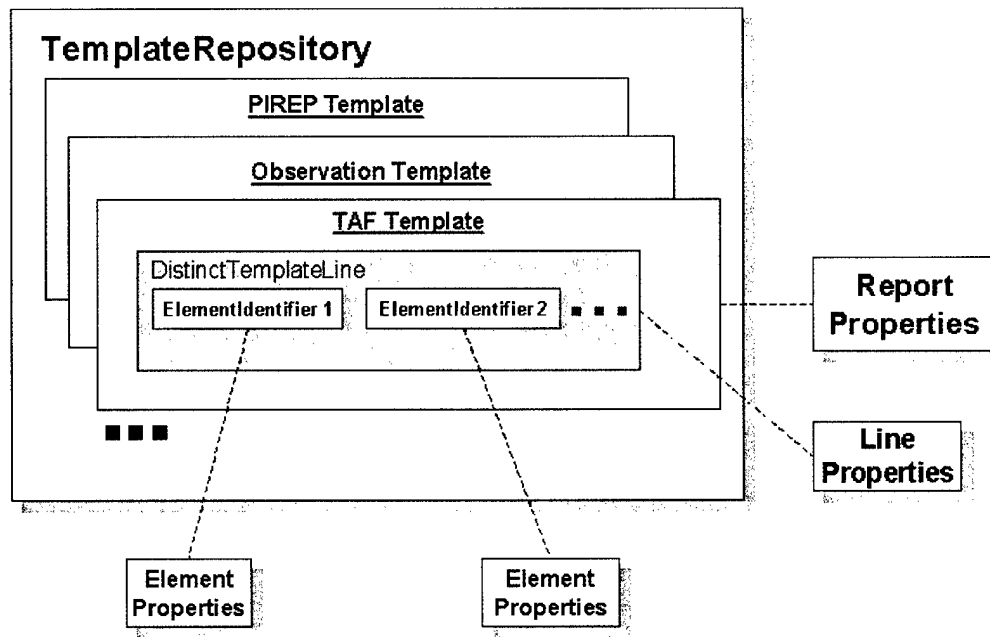 TemplateRepository
PIREP Template
Observation Template
TAF Template
DistinctTemplateLine
ElementIdentifier 1
ElementIdentifier 2
Report
Properties
Line
Properties
Element
Properties
Element
Properties